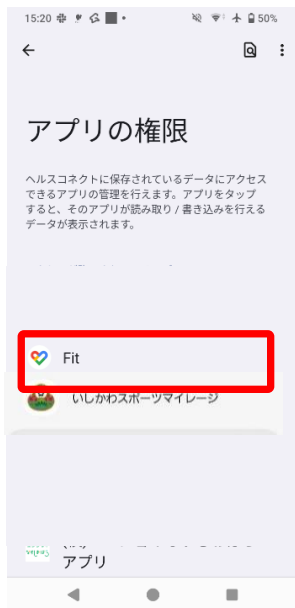 15:20
50%
アプリの権限
ヘルスコネクトに保存されているデータにアクセス
できるアプリの管理を行えます。アプリをタップ
すると、そのアプリが読み取り / 書き込みを行える
データが表示されます。
Fit
いしかわスポーツマイレージ
アプリ